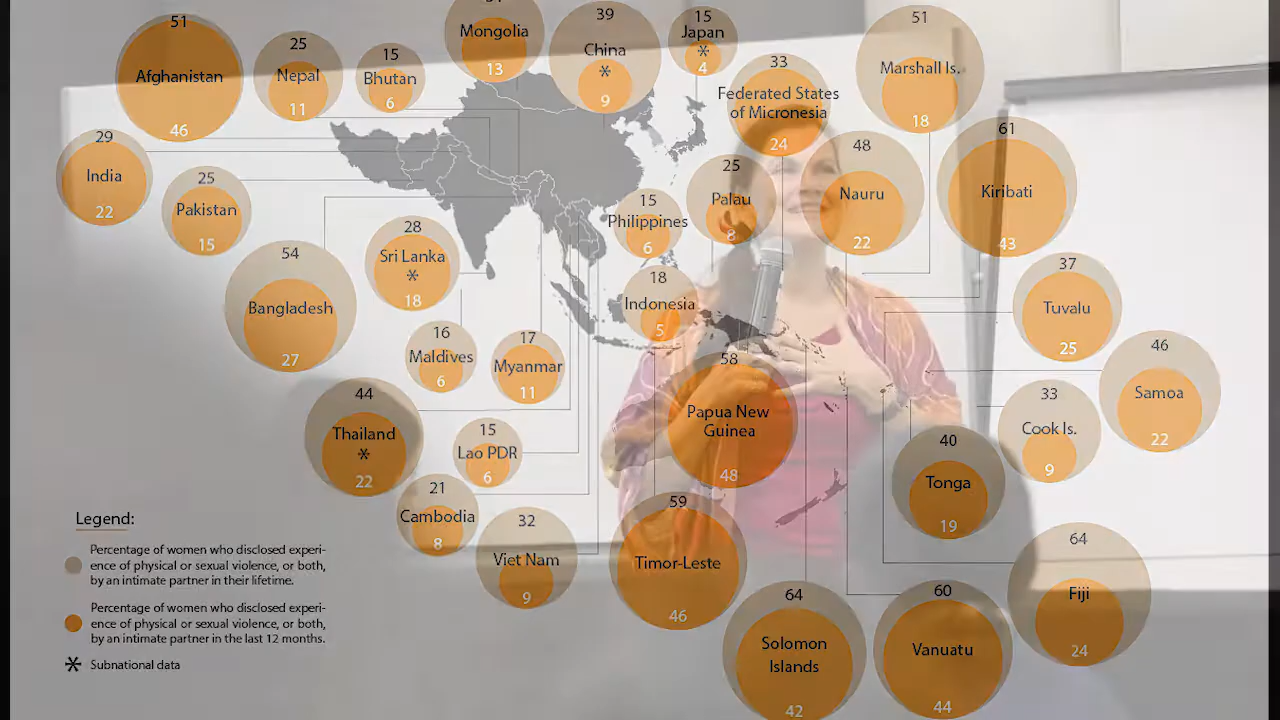 51
Afghanistan
46
25
Nepal
11
15
Bhutan
6
Mongolia
13
39
China
*
9
15
Japan
*
4
33
Federated States
of Micronesia
24
51
Marshall Is.
18
29
India
22
25
Pakistan
15
54
Bangladesh
27
28
Sri Lanka
*
18
15
Philippines
6
25
Palau
8
48
Nauru
22
61
Kiribati
43
18
Indonesia
5
37
Tuvalu
25
16
Maldives
6
17
Myanmar
11
58
Papua New
Guinea
48
46
Samoa
22
33
Cook Is.
9
44
Thailand
*
22
15
Lao PDR
6
40
Tonga
19
21
Cambodia
8
32
Viet Nam
9
59
Timor-Leste
46
64
Solomon
Islands
42
60
Vanuatu
44
64
Fiji
24
Legend:
Percentage of women who disclosed experi-
ence of physical or sexual violence, or both,
by an intimate partner in their lifetime.
Percentage of women who disclosed experi-
ence of physical or sexual violence, or both,
by an intimate partner in the last 12 months.
* Subnational data